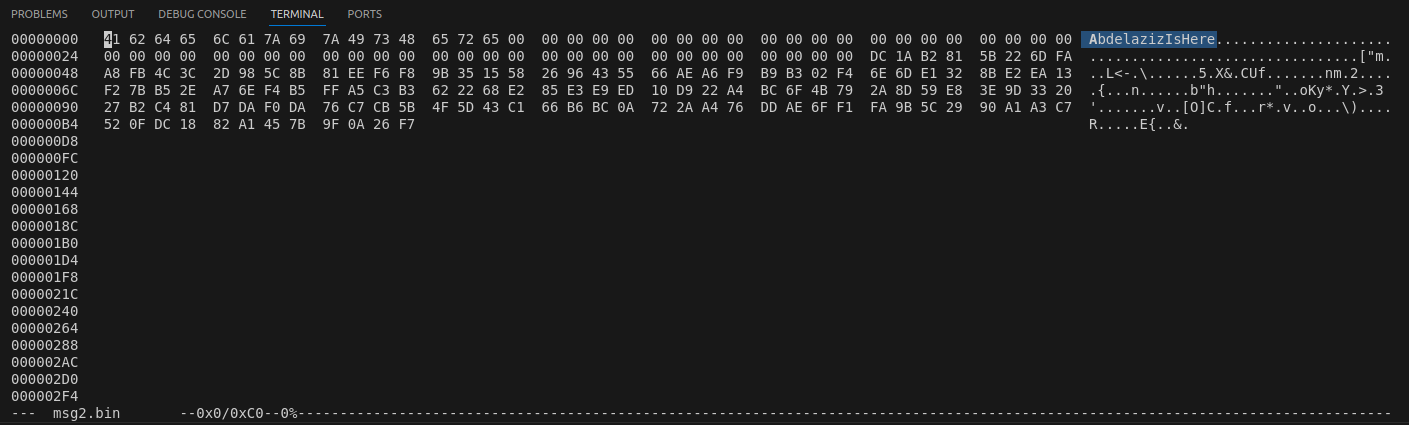 PROBLEMS OUTPUT DEBUG CONSOLE TERMINAL PORTS
00000000 41 62 64 65 6C 61 7A 69 7A 49 73 48 65 72 65 00 00 00 00 00 00 00 00 00 00 00 00 00 00 00 00 00 00 00 00 00 AbdelazizIsHere.....................
00000024 00 00 00 00 00 00 00 00 00 00 00 00 00 00 00 00 00 00 00 00 00 00 00 00 00 00 00 00 DC 1A B2 81 5B 22 6D FA ................................["m.
00000048 A8 FB 4C 3C 2D 98 5C 8B 81 EE F6 F8 9B 35 15 58 26 96 43 55 66 AE A6 F9 B9 B3 02 F4 6E 6D E1 32 8B E2 EA 13 ..L<-.\......5.X&.CUf.......nm.2....
0000006C F2 7B B5 2E A7 6E F4 B5 FF A5 C3 B3 62 22 68 E2 85 E3 E9 ED 10 D9 22 A4 BC 6F 4B 79 2A 8D 59 E8 3E 9D 33 20 .{...n......b"h......."..oKy*.Y.>.3
00000090 27 B2 C4 81 D7 DA F0 DA 76 C7 CB 5B 4F 5D 43 C1 66 B6 BC 0A 72 2A A4 76 DD AE 6F F1 FA 9B 5C 29 90 A1 A3 C7 '.......v..[O]C.f...r*.v..o...\)....
000000B4 52 0F DC 18 82 A1 45 7B 9F 0A 26 F7 R.....E{..&.
000000D8
000000FC
00000120
00000144
00000168
0000018C
000001B0
000001D4
000001F8
0000021C
00000240
00000264
00000288
000002AC
000002D0
000002F4
--- msg2.bin --0x0/0xC0--0%--------------------------------------------------------------------------------------------------------------------------------